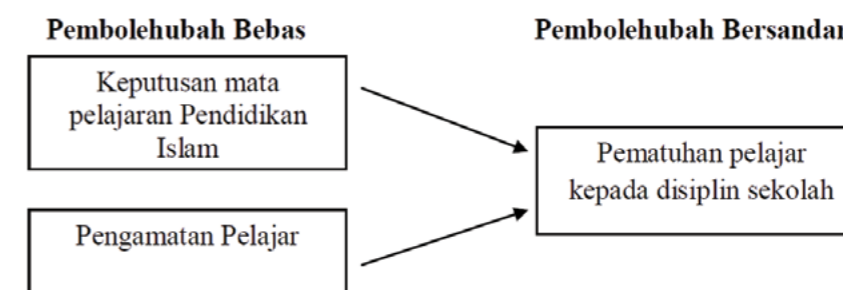 Pembolehubah Bebas
Keputusan mata
pelajaran Pendidikan
Islam
Pengamatan Pelajar
Pembolehubah Bersandar
Pematuhan pelajar
kepada disiplin sekolah